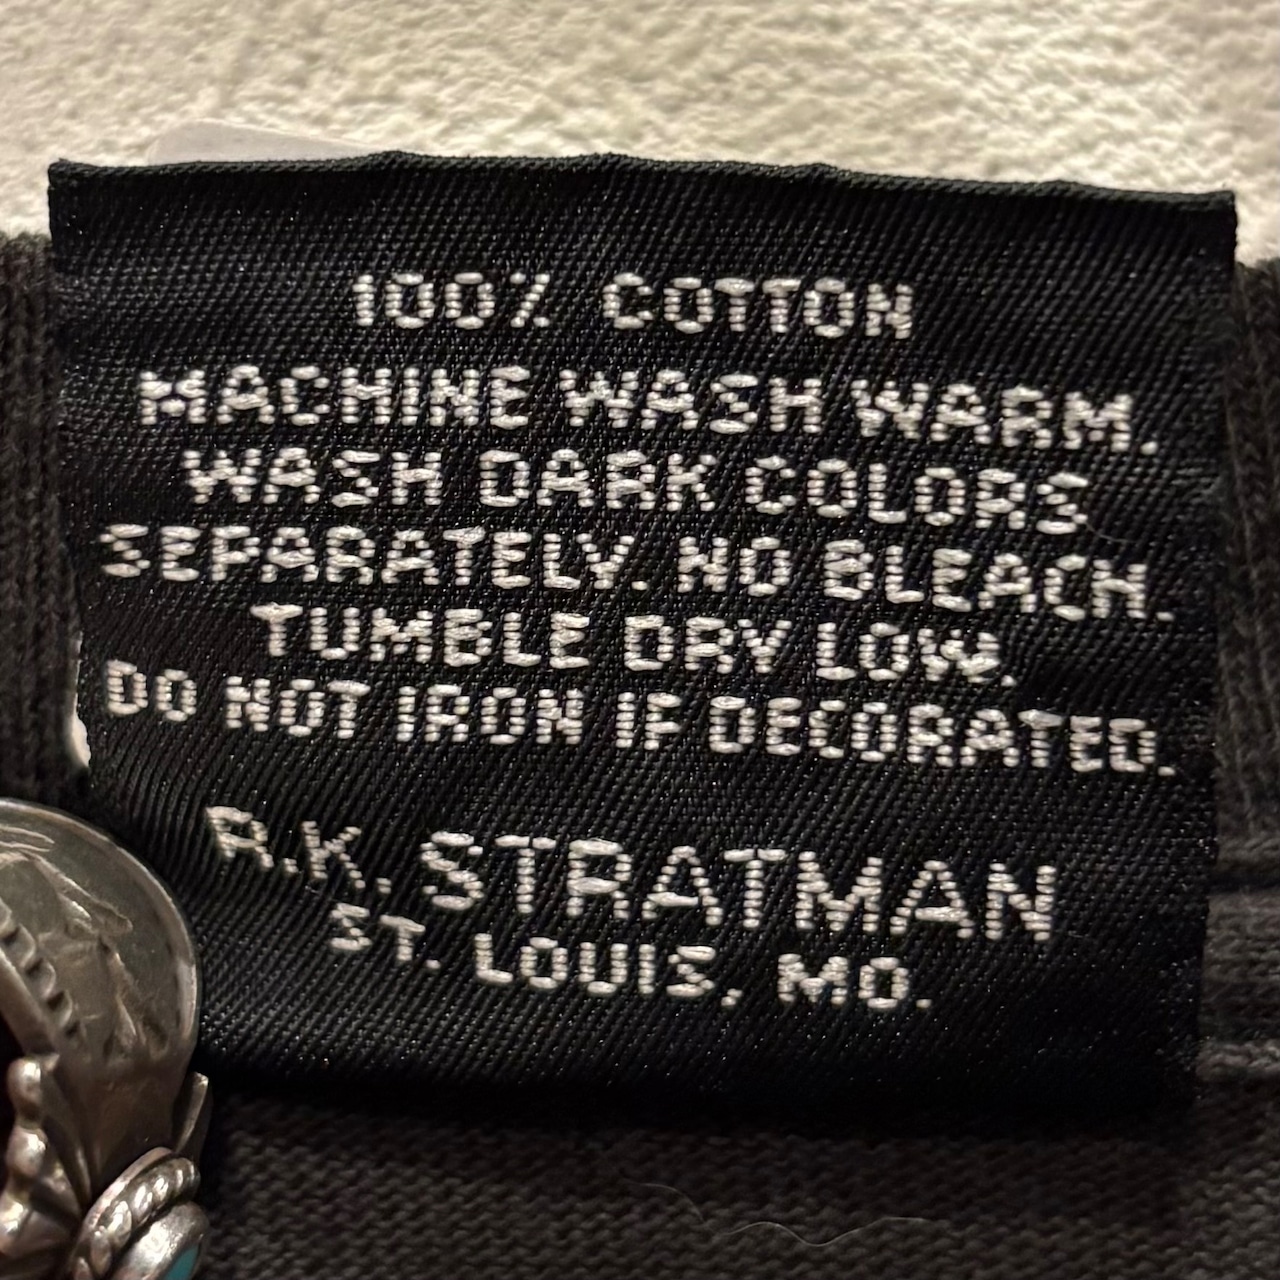 100% COTTON
MACHINE WASH WARM.
WASH DARK COLORS
SEPARATELY. NO BLEACH.
TUMBLE DRY LOW.
DO NOT IRON IF DECORATED.
R.K. STRATMAN
ST. LOUIS, MO.